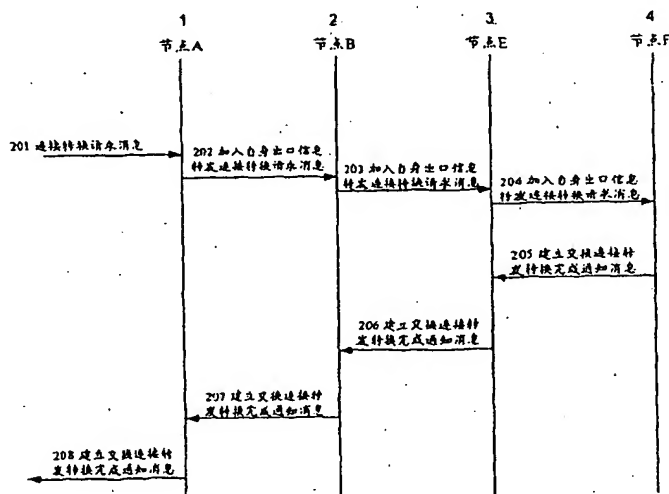 1
2
3
4
节点A
节点B
节点E
节点F
201 连接转换请求消息
202 加入自身出口信息
转发连接转换请求消息
203 加入自身出口信息
转发连接转换请求消息
204 加入自身出口信息
转发连接转换请求消息
205 建立交换连接转
发转换完成通知消息
206 建立交换连接转
发转换完成通知消息
207 建立交换连接转
发转换完成通知消息
208 建立交换连接转
发转换完成通知消息